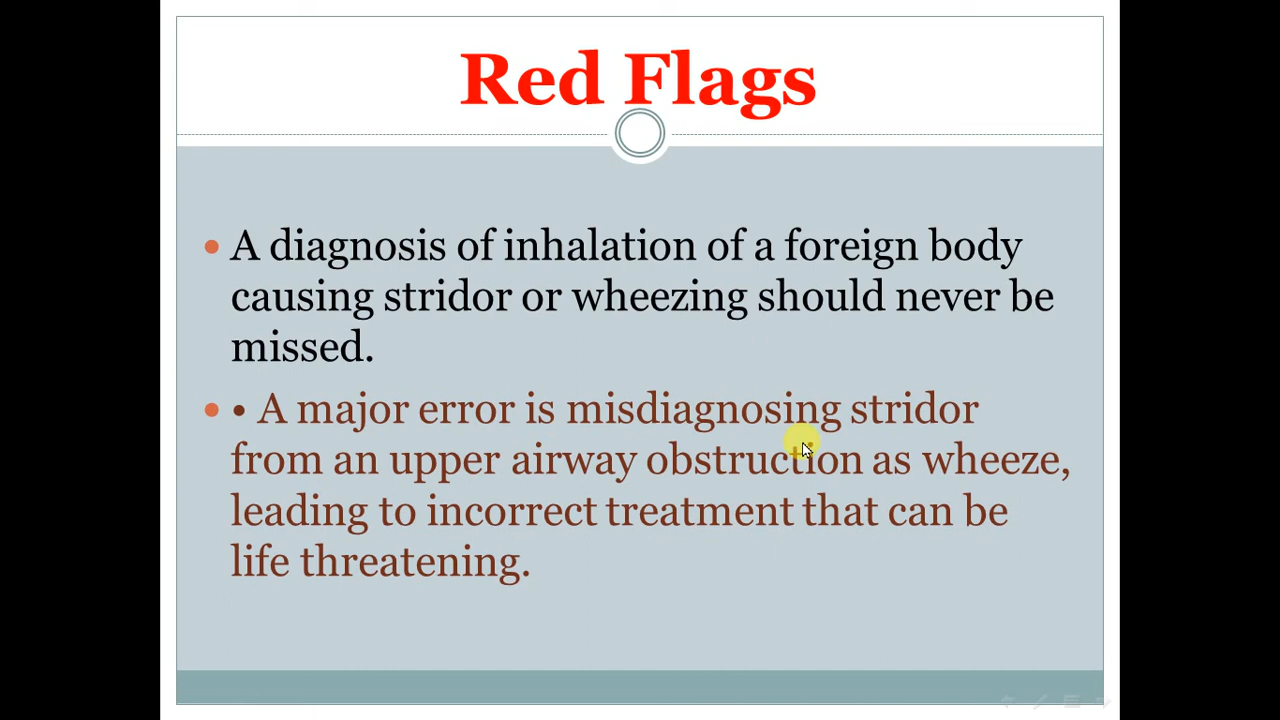 Red Flags
• A diagnosis of inhalation of a foreign body
causing stridor or wheezing should never be
missed.
• • A major error is misdiagnosing stridor
from an upper airway obstruction as wheeze,
leading to incorrect treatment that can be
life threatening.